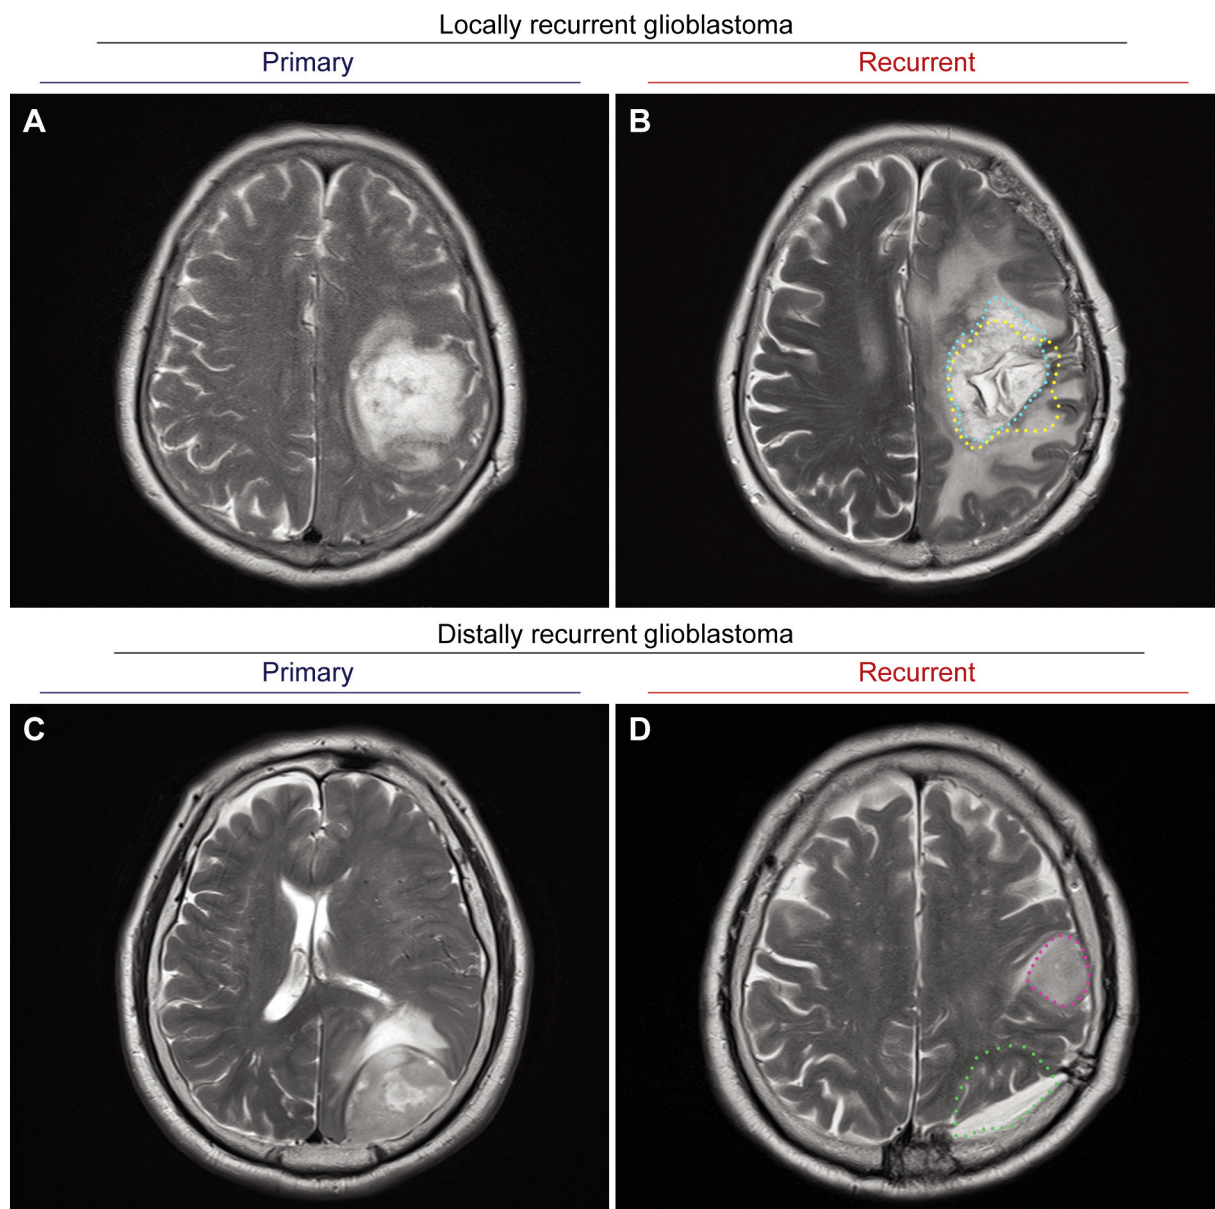 Locally recurrent glioblastoma
Primary
Recurrent
A
B
Distally recurrent glioblastoma
Primary
Recurrent
C
D